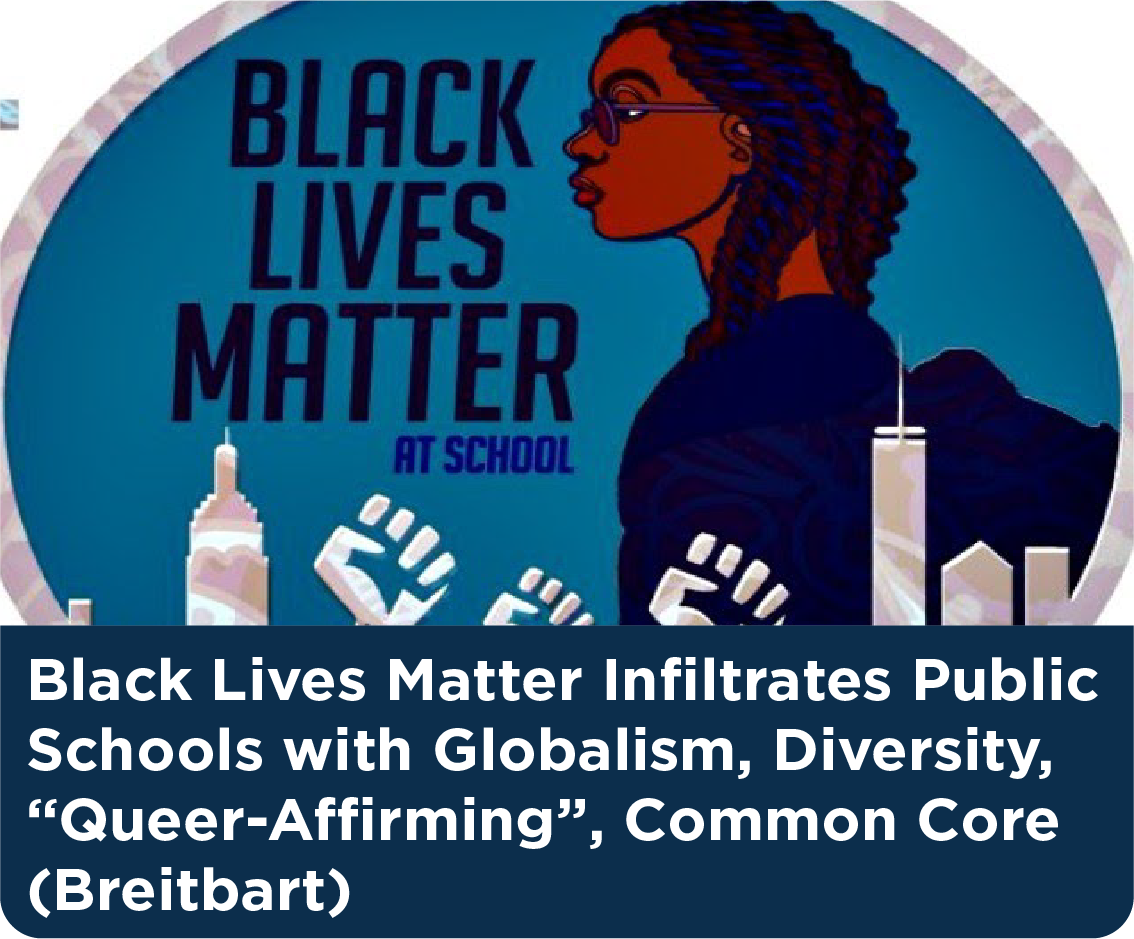 BLACK
LIVES
MATTER
AT SCHOOL
Black Lives Matter Infiltrates Public
Schools with Globalism, Diversity,
“Queer-Affirming”, Common Core
(Breitbart)